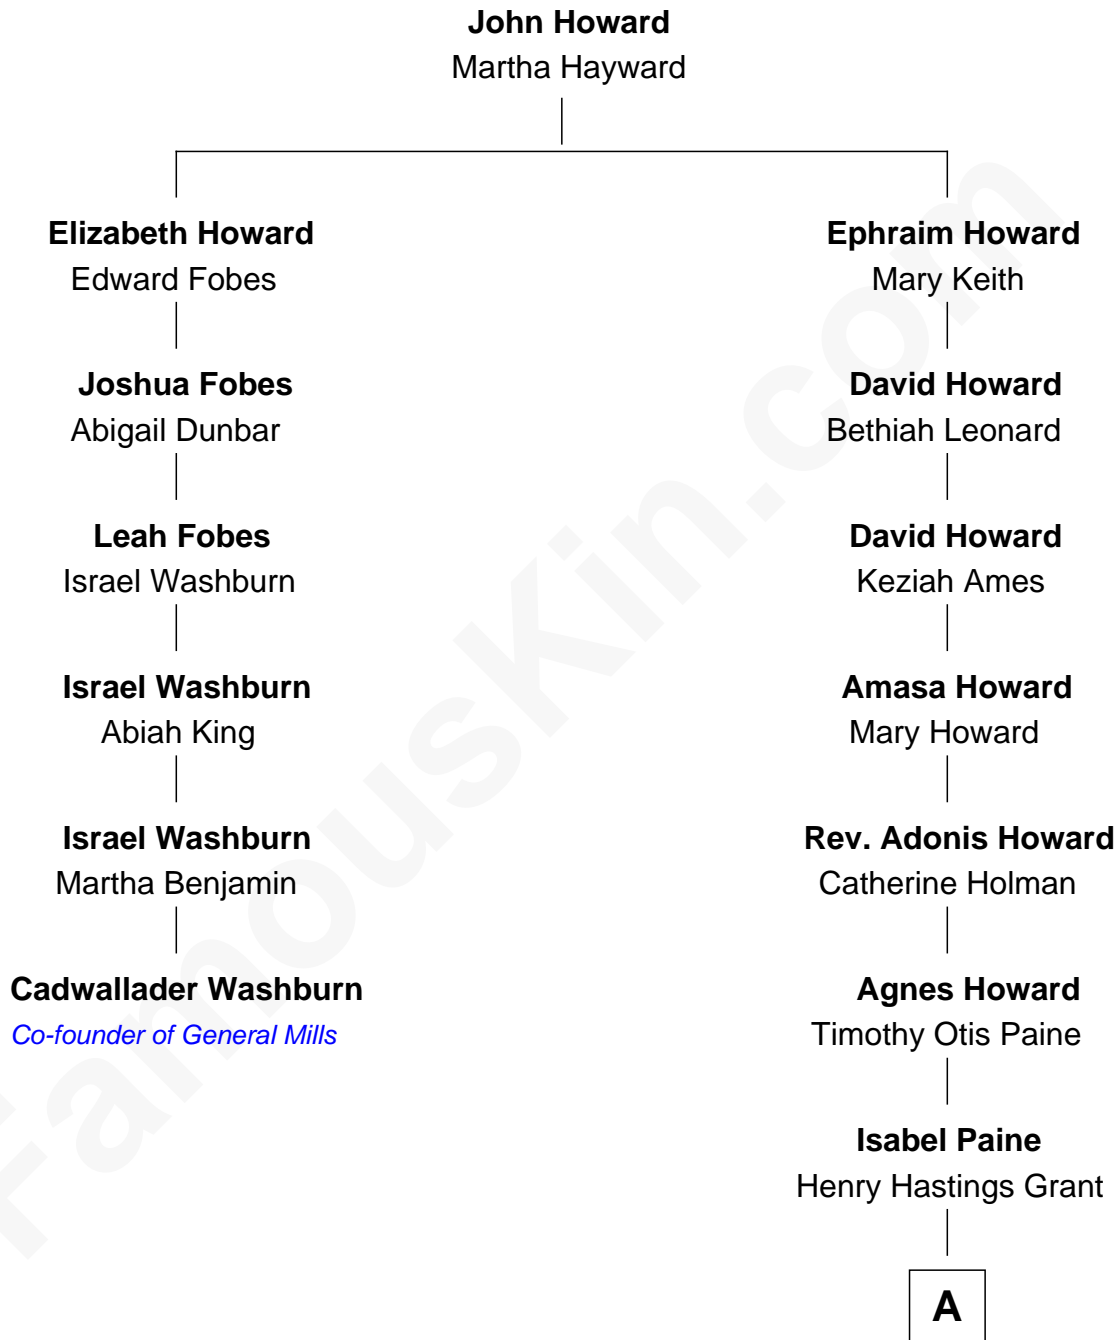 John Howard
Martha Hayward
Elizabeth Howard
Edward Fobes
Ephraim Howard
Mary Keith
Joshua Fobes
Abigail Dunbar
David Howard
Bethiah Leonard
Leah Fobes
Israel Washburn
David Howard
Keziah Ames
Israel Washburn
Abiah King
Amasa Howard
Mary Howard
Israel Washburn
Martha Benjamin
Rev. Adonis Howard
Catherine Holman
Cadwallader Washburn
Co-founder of General Mills
Agnes Howard
Timothy Otis Paine
Isabel Paine
Henry Hastings Grant
A
FamousKin.com